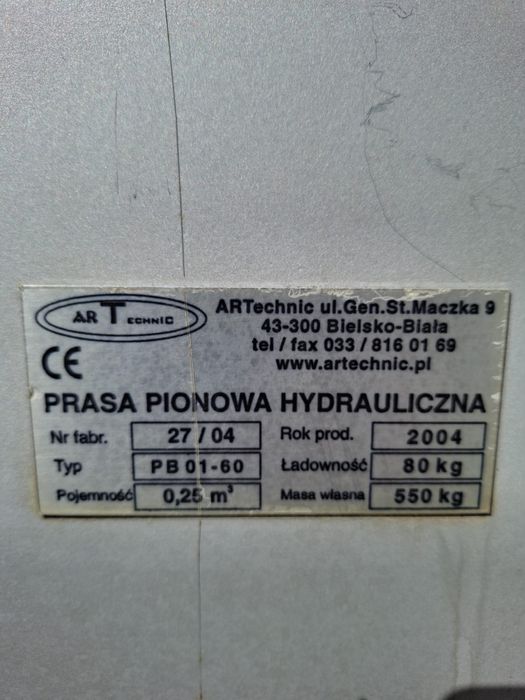 AR TECHNIC
ARTechnic ul.Gen.St.Maczka 9
43-300 Bielsko-Biała
tel / fax 033 / 816 01 69
www.artechnic.pl
CE
PRASA PIONOWA HYDRAULICZNA
Nr fabr. 27 / 04 Rok prod. 2004
Typ PB 01-60 Ładowność 80 kg
Pojemność 0,25 m³ Masa własna 550 kg